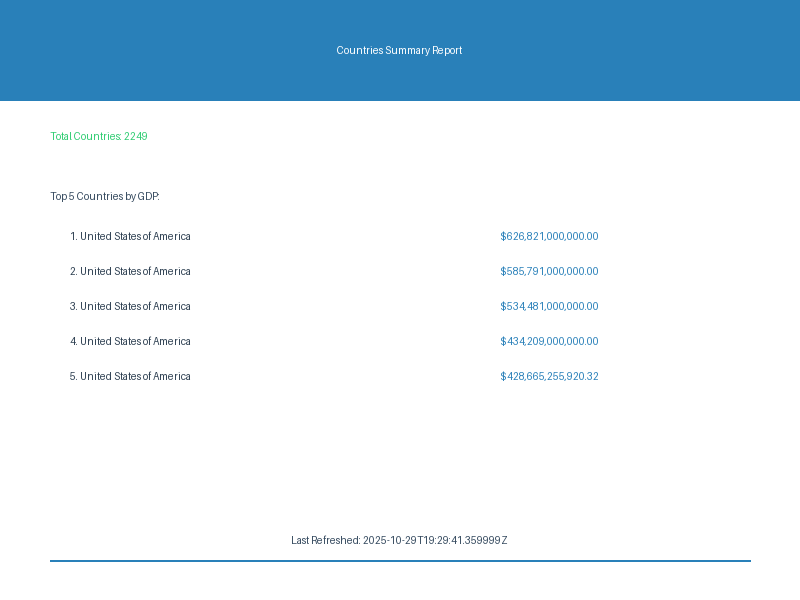 Countries Summary Report
Total Countries: 2249
Top 5 Countries by GDP:
1. United States of America $626,821,000,000.00
2. United States of America $585,791,000,000.00
3. United States of America $534,481,000,000.00
4. United States of America $434,209,000,000.00
5. United States of America $428,665,255,920.32
Last Refreshed: 2025-10-29T19:29:41.359999Z